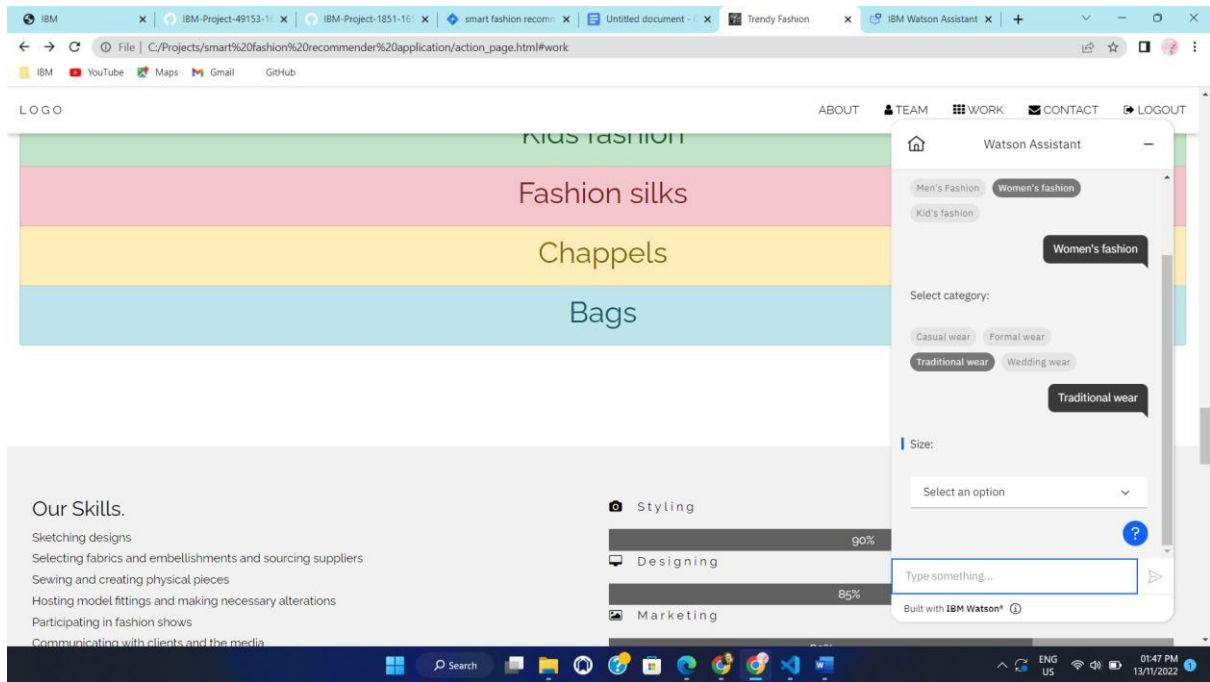 IBM
IBM-Project-49153-1
IBM-Project-1851-16
smart fashion recomm
Untitled document -
Trendy Fashion
IBM Watson Assistant
File | C:/Projects/smart%20fashion%20recommender%20application/action_page.html#work
IBM YouTube Maps Gmail GitHub
LOGO
ABOUT TEAM WORK CONTACT LOGOUT
Kids fashion
Fashion silks
Chappels
Bags
Our Skills.
Sketching designs
Selecting fabrics and embellishments and sourcing suppliers
Sewing and creating physical pieces
Hosting model fittings and making necessary alterations
Participating in fashion shows
Communicating with clients and the media
Styling
90%
Designing
85%
Marketing
Watson Assistant
Men's Fashion Women's fashion
Kid's fashion
Women's fashion
Select category:
Casual wear Formal wear
Traditional wear Wedding wear
Traditional wear
Size:
Select an option
?
Type something...
Built with IBM Watson®
Search
ENG
US
01:47 PM
13/11/2022
1